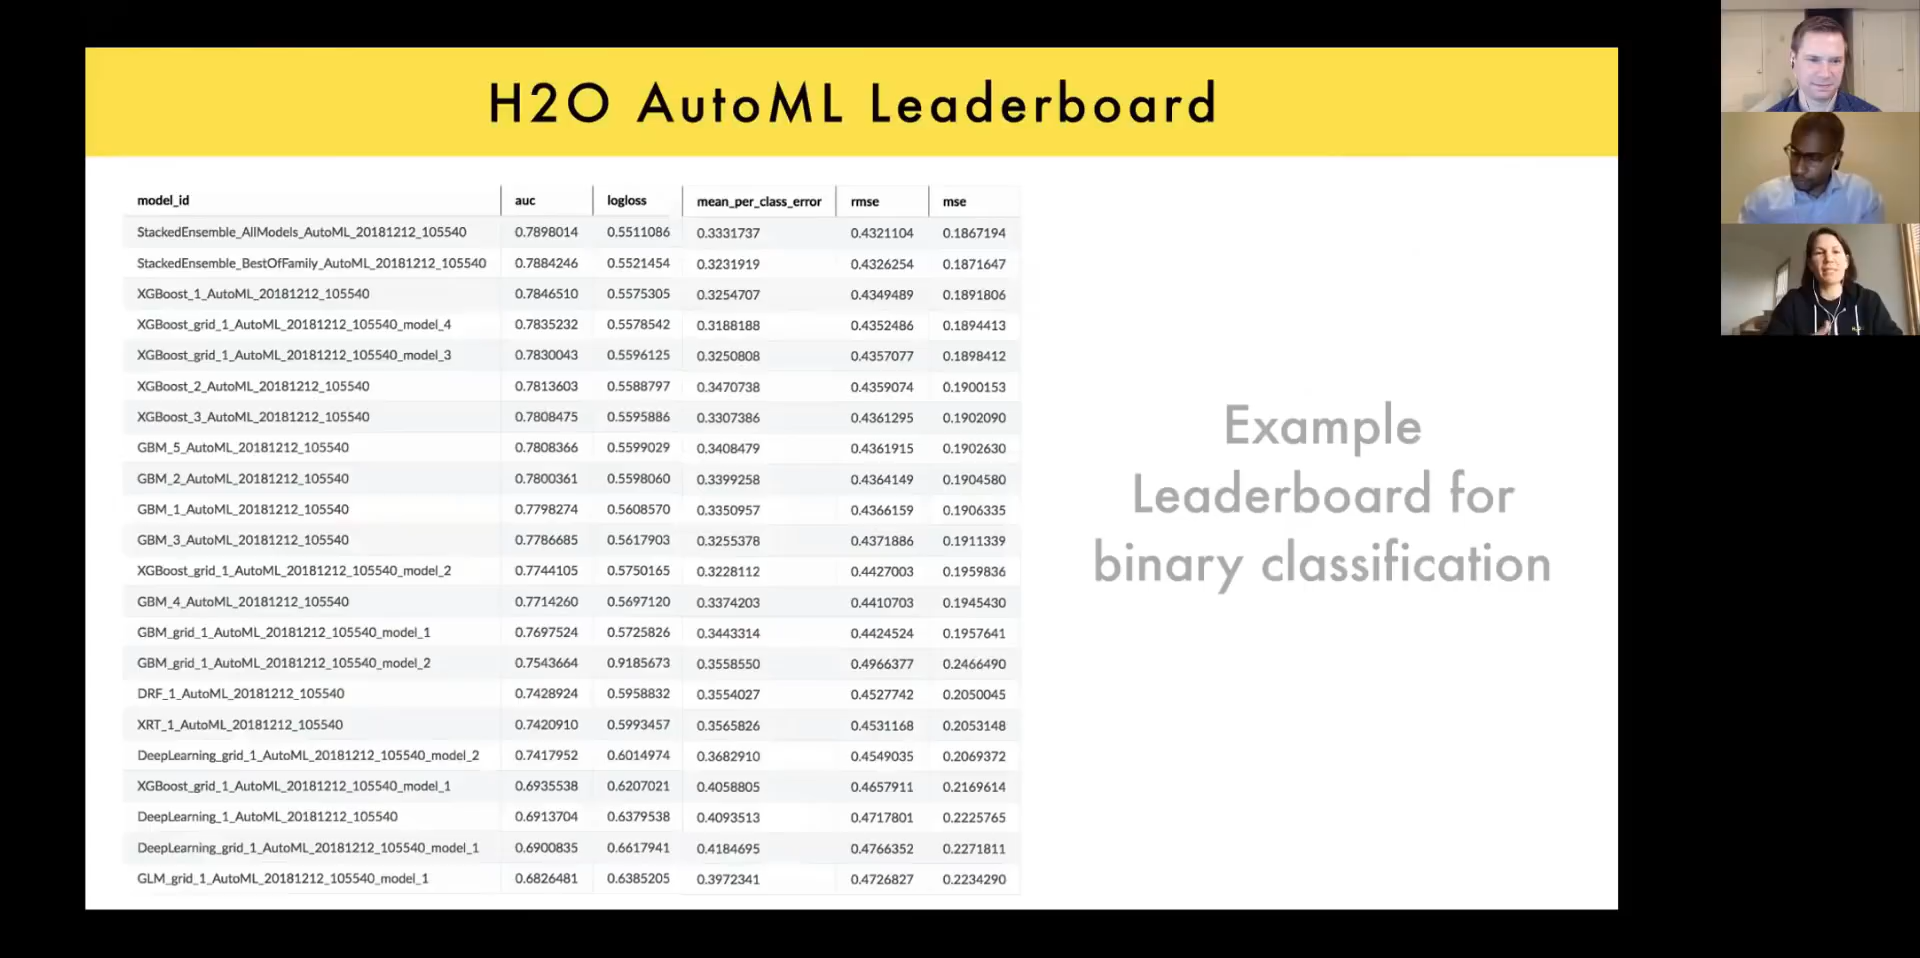 H2O AutoML Leaderboard
model_id auc logloss mean_per_class_error rmse mse
StackedEnsemble_AllModels_AutoML_20181212_105540 0.7898014 0.5511086 0.3331737 0.4321104 0.1867194
StackedEnsemble_BestOfFamily_AutoML_20181212_105540 0.7884246 0.5521454 0.3231919 0.4326254 0.1871647
XGBoost_1_AutoML_20181212_105540 0.7846510 0.5575305 0.3254707 0.4349489 0.1891806
XGBoost_grid_1_AutoML_20181212_105540_model_4 0.7835232 0.5578542 0.3188188 0.4352486 0.1894413
XGBoost_grid_1_AutoML_20181212_105540_model_3 0.7830043 0.5596125 0.3250808 0.4357077 0.1898412
XGBoost_2_AutoML_20181212_105540 0.7813603 0.5588797 0.3470738 0.4359074 0.1900153
XGBoost_3_AutoML_20181212_105540 0.7808475 0.5595886 0.3307386 0.4361295 0.1902090
GBM_5_AutoML_20181212_105540 0.7808366 0.5599029 0.3408479 0.4361915 0.1902630
GBM_2_AutoML_20181212_105540 0.7800361 0.5598060 0.3399258 0.4364149 0.1904580
GBM_1_AutoML_20181212_105540 0.7798274 0.5608570 0.3350957 0.4366159 0.1906335
GBM_3_AutoML_20181212_105540 0.7786685 0.5617903 0.3255378 0.4371886 0.1911339
XGBoost_grid_1_AutoML_20181212_105540_model_2 0.7744105 0.5750165 0.3228112 0.4427003 0.1959836
GBM_4_AutoML_20181212_105540 0.7714260 0.5697120 0.3374203 0.4410703 0.1945430
GBM_grid_1_AutoML_20181212_105540_model_1 0.7697524 0.5725826 0.3443314 0.4424524 0.1957641
GBM_grid_1_AutoML_20181212_105540_model_2 0.7543664 0.9185673 0.3558550 0.4966377 0.2466490
DRF_1_AutoML_20181212_105540 0.7428924 0.5958832 0.3554027 0.4527742 0.2050045
XRT_1_AutoML_20181212_105540 0.7420910 0.5993457 0.3565826 0.4531168 0.2053148
DeepLearning_grid_1_AutoML_20181212_105540_model_2 0.7417952 0.6014974 0.3682910 0.4549035 0.2069372
XGBoost_grid_1_AutoML_20181212_105540_model_1 0.6935538 0.6207021 0.4058805 0.4657911 0.2169614
DeepLearning_1_AutoML_20181212_105540 0.6913704 0.6379538 0.4093513 0.4717801 0.2225765
DeepLearning_grid_1_AutoML_20181212_105540_model_1 0.6900835 0.6617941 0.4184695 0.4766352 0.2271811
GLM_grid_1_AutoML_20181212_105540_model_1 0.6826481 0.6385205 0.3972341 0.4726827 0.2234290
Example
Leaderboard for
binary classification